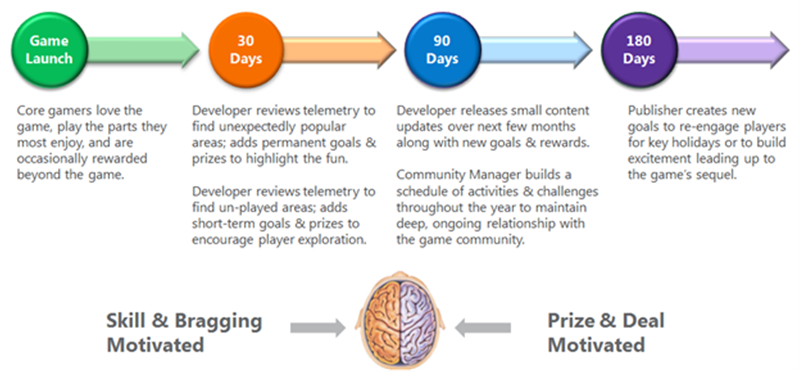 Game
Launch
30
Days
90
Days
180
Days
Core gamers love the
game, play the parts they
most enjoy, and are
occasionally rewarded
beyond the game.
Developer reviews telemetry to
find unexpectedly popular
areas; adds permanent goals &
prizes to highlight the fun.
Developer reviews telemetry to
find un-played areas; adds
short-term goals & prizes to
encourage player exploration.
Developer releases small content
updates over next few months
along with new goals & rewards.
Community Manager builds a
schedule of activities & challenges
throughout the year to maintain
deep, ongoing relationship with
the game community.
Publisher creates new
goals to re-engage players
for key holidays or to build
excitement leading up to
the game's sequel.
Skill & Bragging
Motivated
Prize & Deal
Motivated